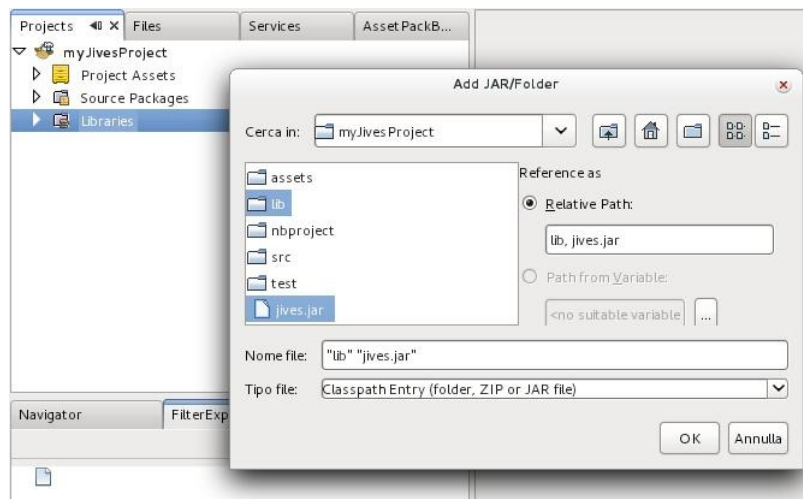 Projects
Files
Services
AssetPackB...
myJivesProject
Project Assets
Source Packages
Libraries
Add JAR/Folder
Cerca in:
myJivesProject
assets
lib
nbproject
src
test
jives.jar
Reference as
Relative Path:
lib, jives.jar
Path from Variable:
<no suitable variable
...
Nome file:
"lib" "jives.jar"
Tipo file:
Classpath Entry (folder, ZIP or JAR file)
OK
Annulla
Navigator
FilterExp